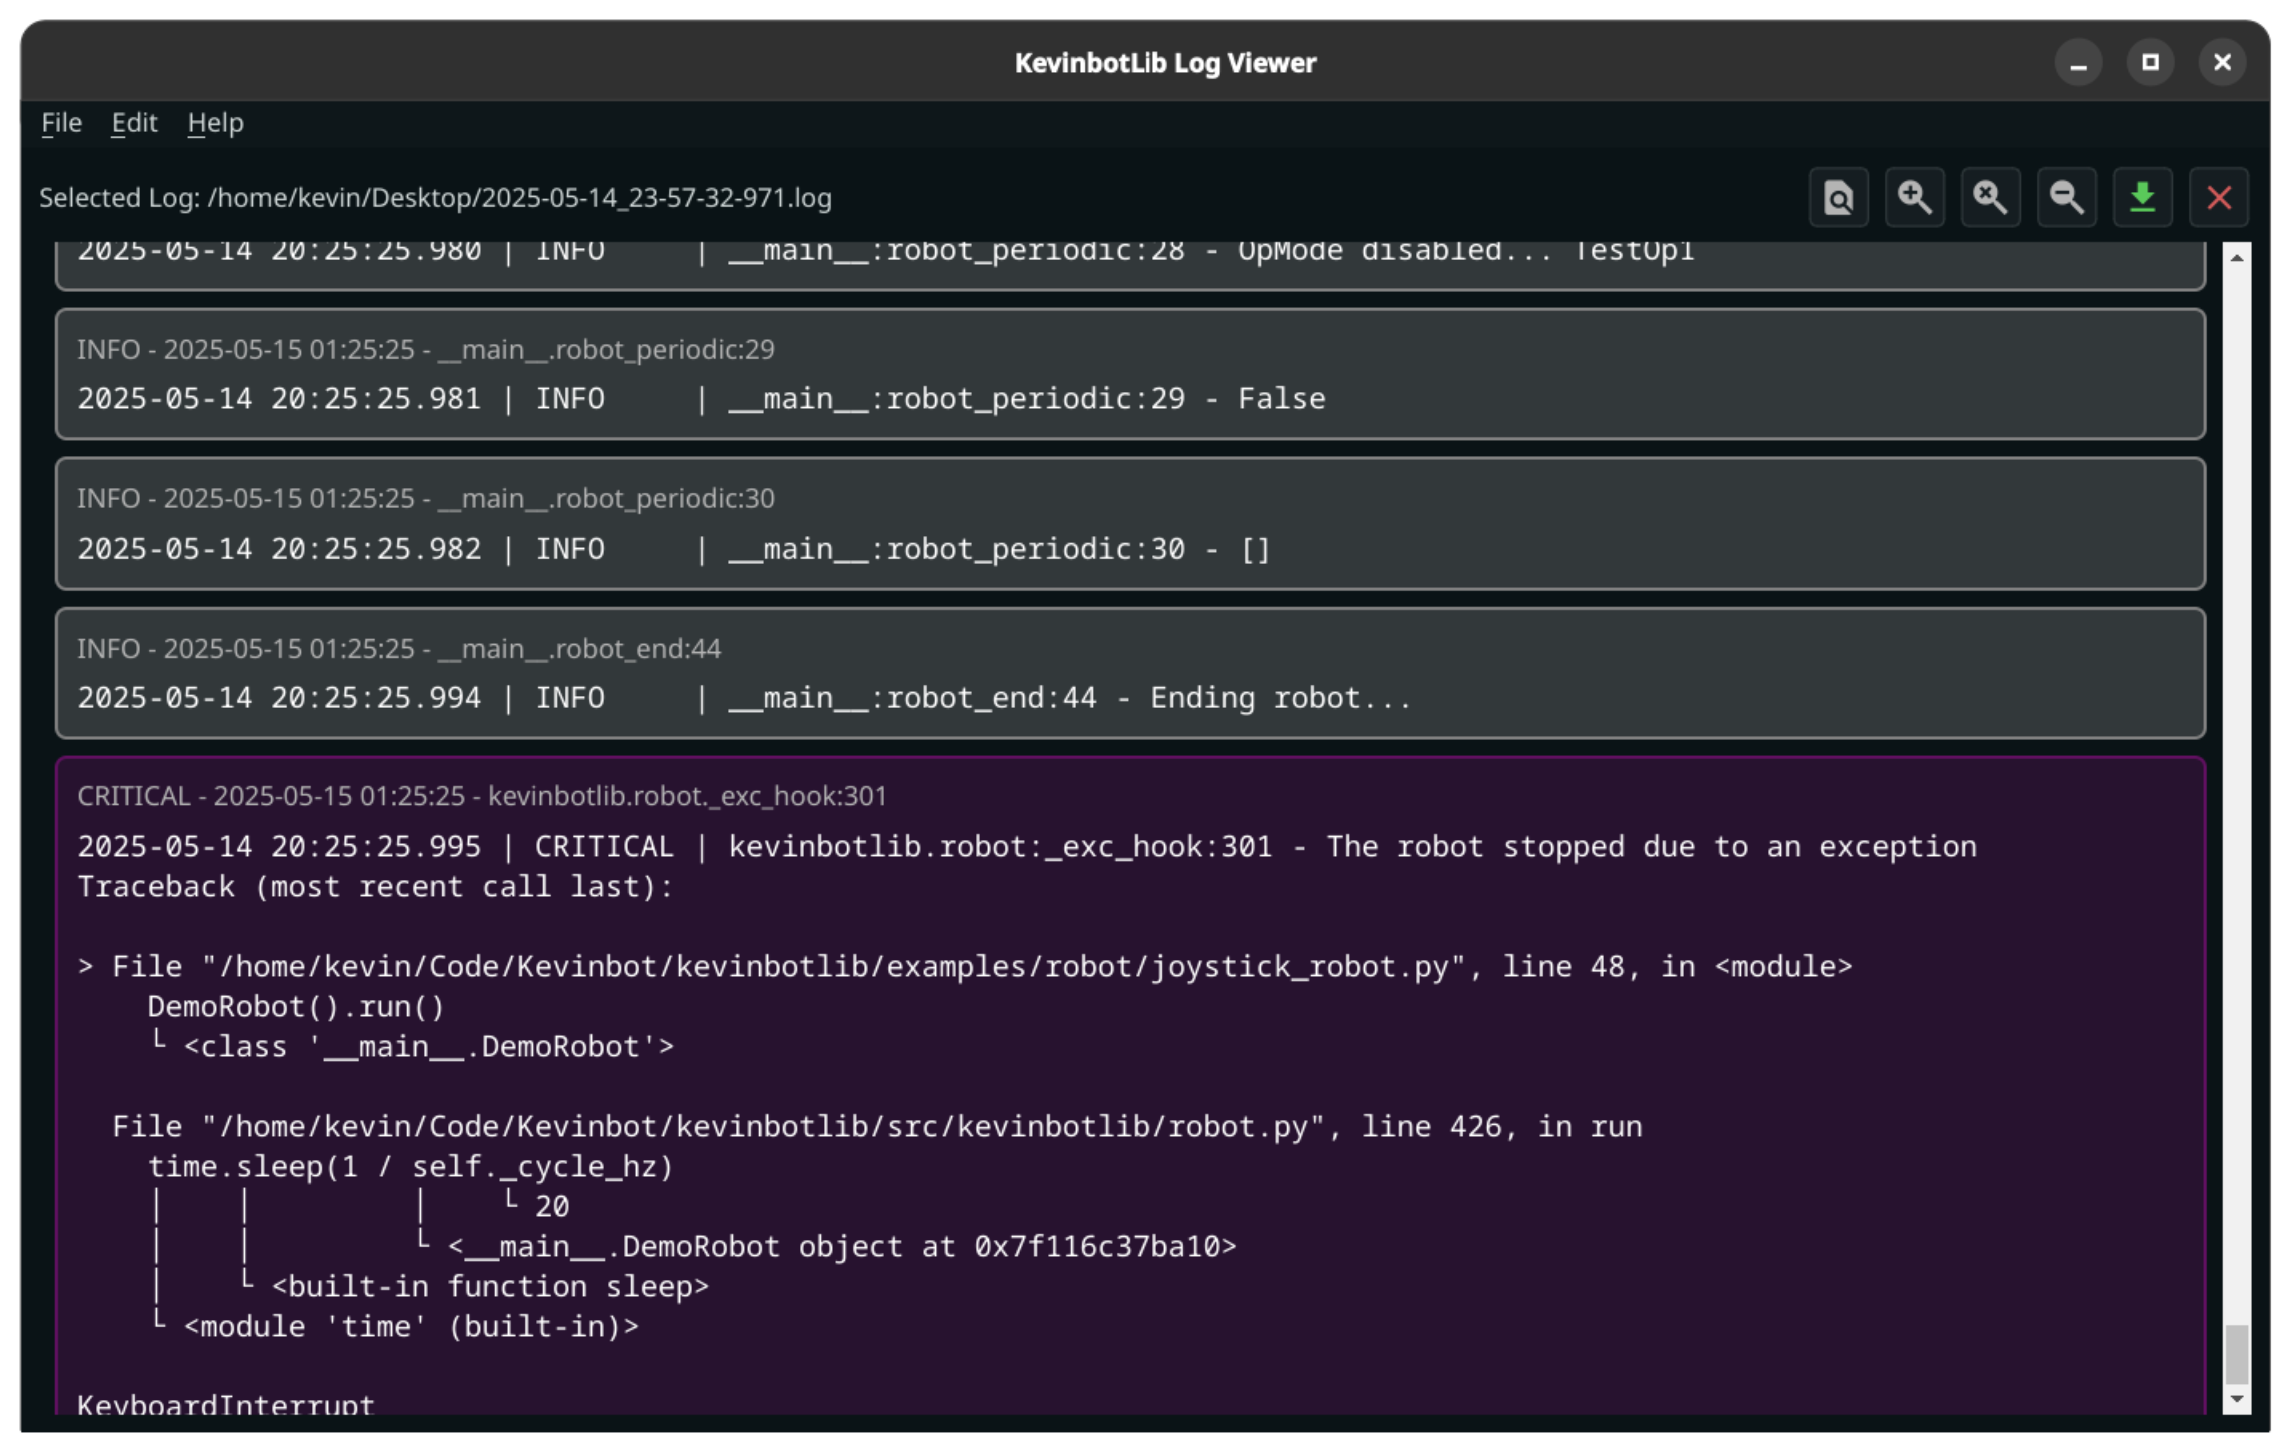 KevinbotLib Log Viewer
File Edit Help
Selected Log: /home/kevin/Desktop/2025-05-14_23-57-32-971.log
2025-05-14 20:25:25.980 | INFO     | __main__:robot_periodic:28 - OpMode disabled... TestOp1
INFO - 2025-05-15 01:25:25 - __main__.robot_periodic:29
2025-05-14 20:25:25.981 | INFO     | __main__:robot_periodic:29 - False
INFO - 2025-05-15 01:25:25 - __main__.robot_periodic:30
2025-05-14 20:25:25.982 | INFO     | __main__:robot_periodic:30 - []
INFO - 2025-05-15 01:25:25 - __main__.robot_end:44
2025-05-14 20:25:25.994 | INFO     | __main__:robot_end:44 - Ending robot...
CRITICAL - 2025-05-15 01:25:25 - kevinbotlib.robot._exc_hook:301
2025-05-14 20:25:25.995 | CRITICAL | kevinbotlib.robot:_exc_hook:301 - The robot stopped due to an exception
Traceback (most recent call last):
> File "/home/kevin/Code/Kevinbot/kevinbotlib/examples/robot/joystick_robot.py", line 48, in <module>
    DemoRobot().run()
    └ <class '__main__.DemoRobot'>
  File "/home/kevin/Code/Kevinbot/kevinbotlib/src/kevinbotlib/robot.py", line 426, in run
    time.sleep(1 / self._cycle_hz)
    │    │         │    └ 20
    │    │         └ <__main__.DemoRobot object at 0x7f116c37ba10>
    │    └ <built-in function sleep>
    └ <module 'time' (built-in)>
KeyboardInterrupt